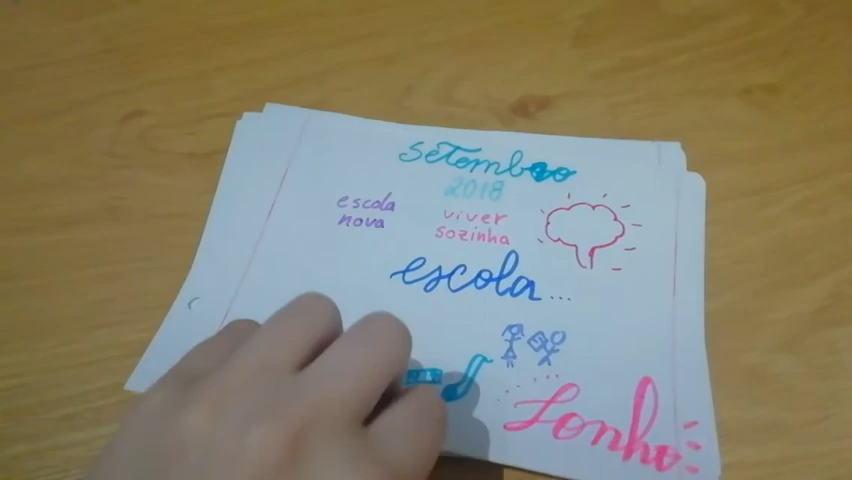 setembro
2018
escola
nova
viver
sozinha
escola...
Sonho